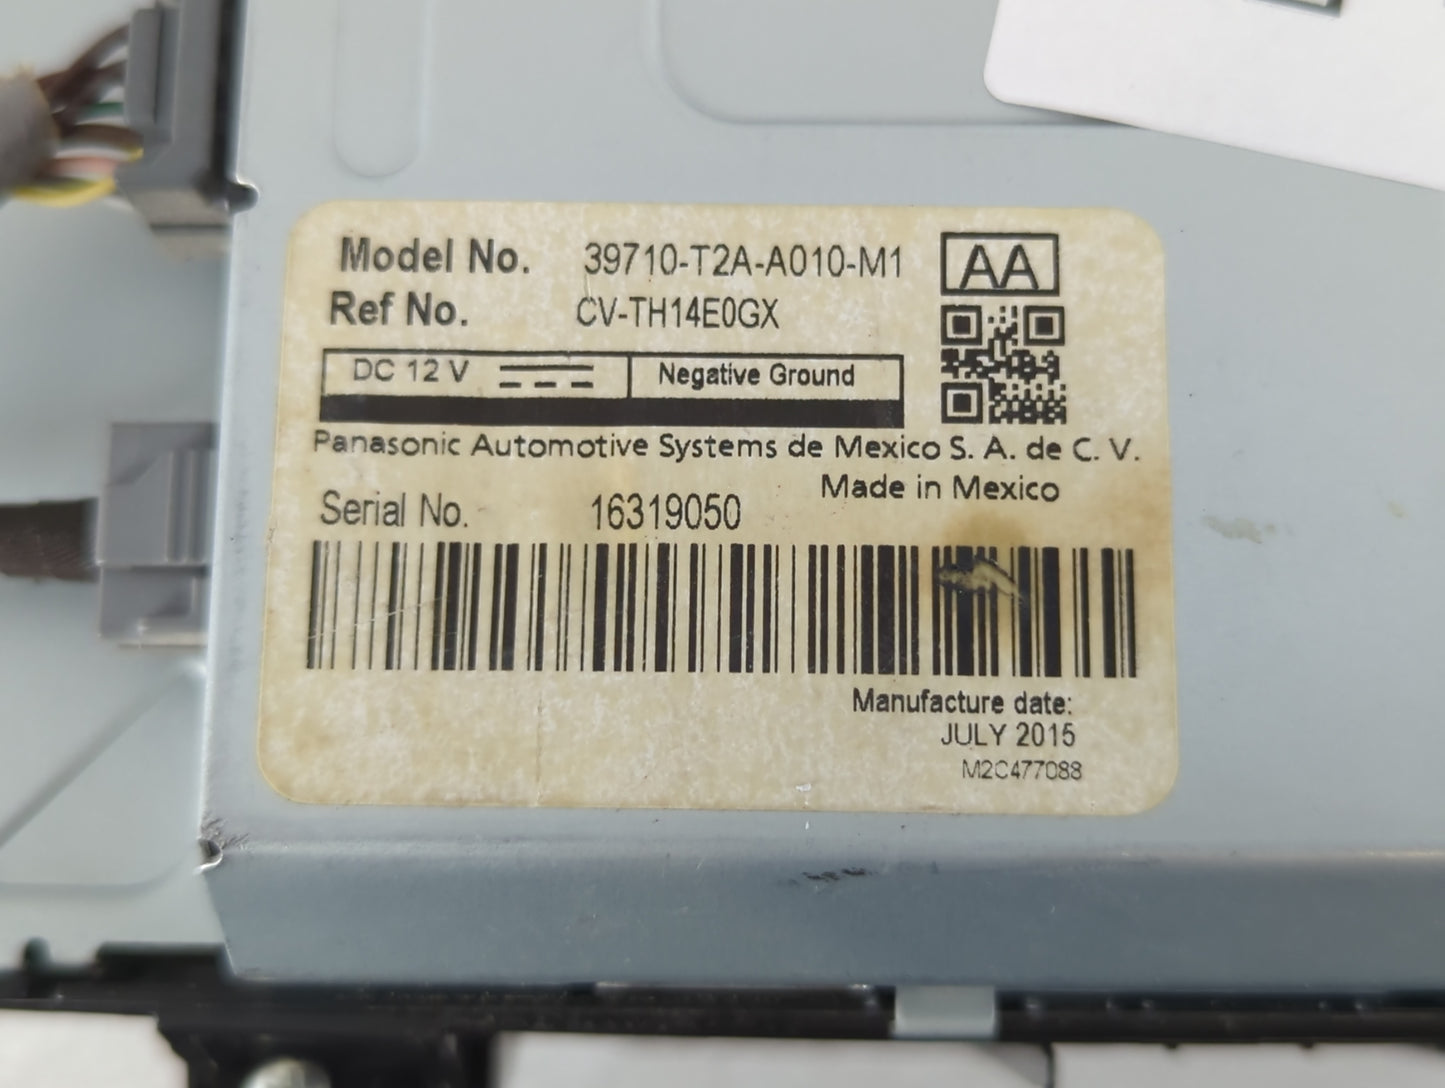 Model No. 39710-T2A-A010-M1 AA
Ref No. CV-TH14E0GX
DC 12 V Negative Ground
Panasonic Automotive Systems de Mexico S. A. de C. V.
Made in Mexico
Serial No. 16319050
Manufacture date:
JULY 2015
M2C477088